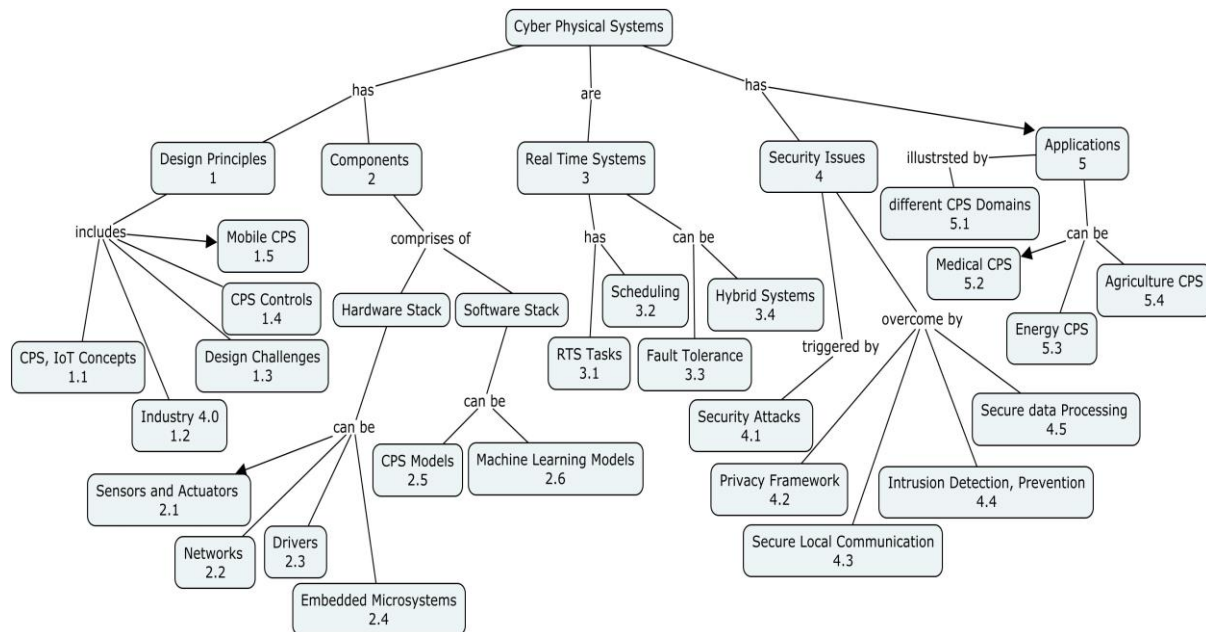 Cyber Physical Systems
has
are
has
Design Principles
1
Components
2
Real Time Systems
3
Security Issues
4
Applications
5
illustrsted by
different CPS Domains
5.1
includes
Mobile CPS
1.5
comprises of
has
can be
can be
Medical CPS
5.2
Agriculture CPS
5.4
CPS Controls
1.4
Hardware Stack
Software Stack
Scheduling
3.2
Hybrid Systems
3.4
overcome by
Energy CPS
5.3
CPS, IoT Concepts
1.1
Design Challenges
1.3
RTS Tasks
3.1
Fault Tolerance
3.3
triggered by
Industry 4.0
1.2
can be
can be
Security Attacks
4.1
Secure data Processing
4.5
Sensors and Actuators
2.1
CPS Models
2.5
Machine Learning Models
2.6
Privacy Framework
4.2
Intrusion Detection, Prevention
4.4
Networks
2.2
Drivers
2.3
Secure Local Communication
4.3
Embedded Microsystems
2.4